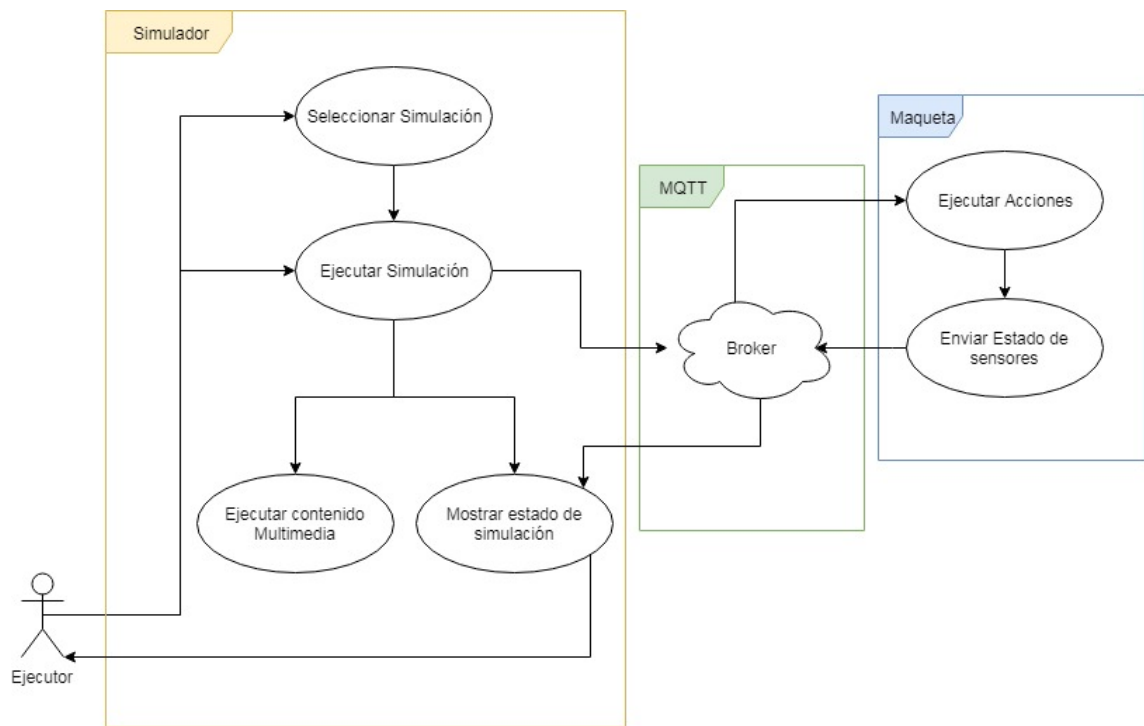 Simulador
Seleccionar Simulación
Maqueta
MQTT
Ejecutar Acciones
Ejecutar Simulación
Broker
Enviar Estado de
sensores
Ejecutar contenido
Multimedia
Mostrar estado de
simulación
Ejecutor